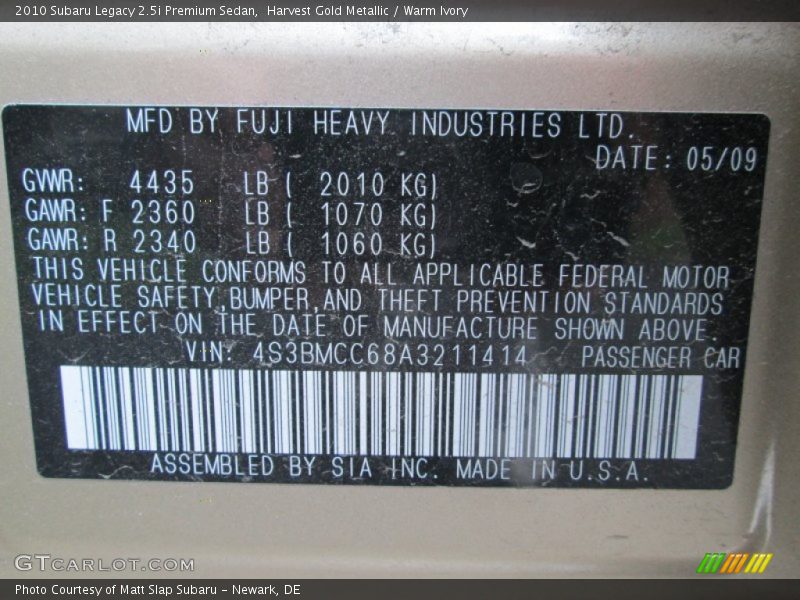 2010 Subaru Legacy 2.5i Premium Sedan,  Harvest Gold Metallic / Warm Ivory
MFD BY FUJI HEAVY INDUSTRIES LTD.
DATE: 05/09
GVWR: 4435 LB ( 2010 KG)
GAWR: F 2360 LB ( 1070 KG)
GAWR: R 2340 LB ( 1060 KG)
THIS VEHICLE CONFORMS TO ALL APPLICABLE FEDERAL MOTOR
VEHICLE SAFETY,BUMPER,AND THEFT PREVENTION STANDARDS
IN EFFECT ON THE DATE OF MANUFACTURE SHOWN ABOVE.
VIN: 4S3BMCC68A3211414 PASSENGER CAR
ASSEMBLED BY SIA INC. MADE IN U.S.A.
GTcarlot.com
Photo Courtesy of Matt Slap Subaru - Newark, DE